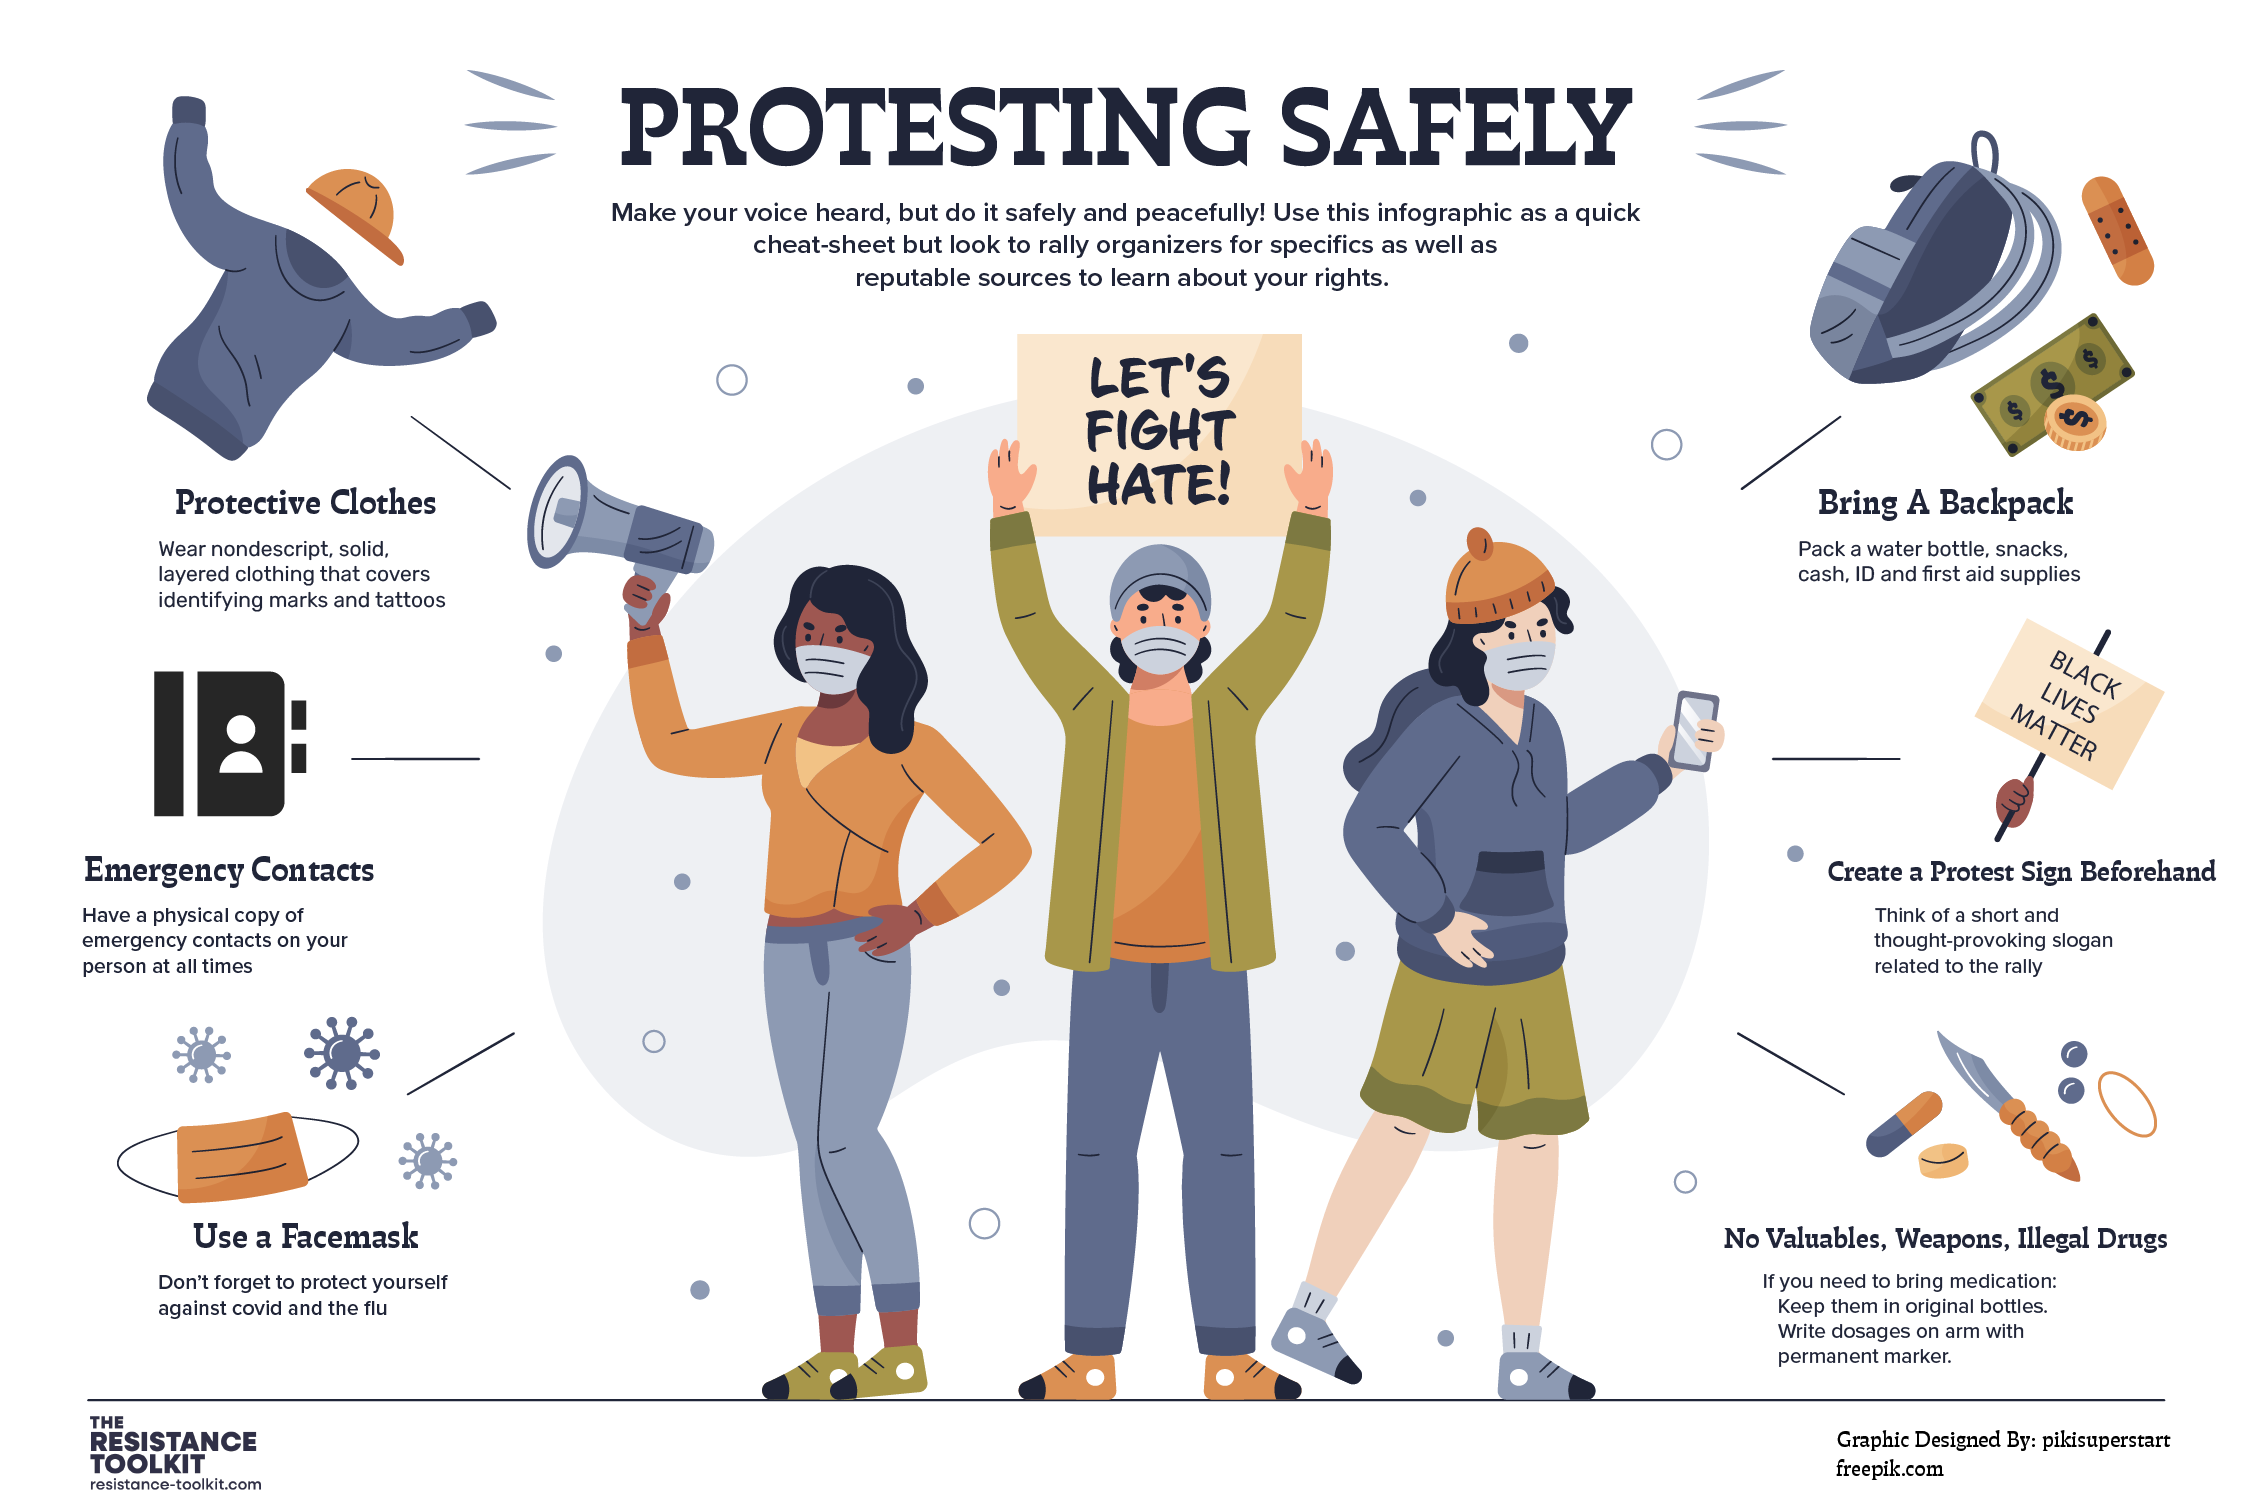 PROTESTING SAFELY
Make your voice heard, but do it safely and peacefully! Use this infographic as a quick
cheat-sheet but look to rally organizers for specifics as well as
reputable sources to learn about your rights.
LET'S
FIGHT
HATE!
Protective Clothes
Wear nondescript, solid,
layered clothing that covers
identifying marks and tattoos
Bring A Backpack
Pack a water bottle, snacks,
cash, ID and first aid supplies
$ $ $
$
Emergency Contacts
Have a physical copy of
emergency contacts on your
person at all times
BLACK
LIVES
MATTER
Create a Protest Sign Beforehand
Think of a short and
thought-provoking slogan
related to the rally
Use a Facemask
Don't forget to protect yourself
against covid and the flu
No Valuables, Weapons, Illegal Drugs
If you need to bring medication:
Keep them in original bottles.
Write dosages on arm with
permanent marker.
THE
RESISTANCE
TOOLKIT
resistance-toolkit.com
Graphic Designed By: pikisuperstart
freepik.com